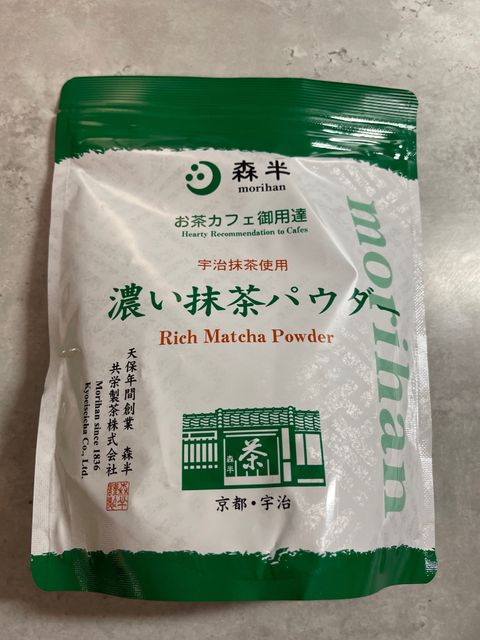 森半
morihan
お茶カフェ御用達
Hearty Recommendation to Cafes
宇治抹茶使用
濃い抹茶パウダー
Rich Matcha Powder
morihan
天保年間創業 森半
共栄製茶株式会社
Morihan since 1836
Kyoeiseicha Co., Ltd.
茶
森半
京都・宇治